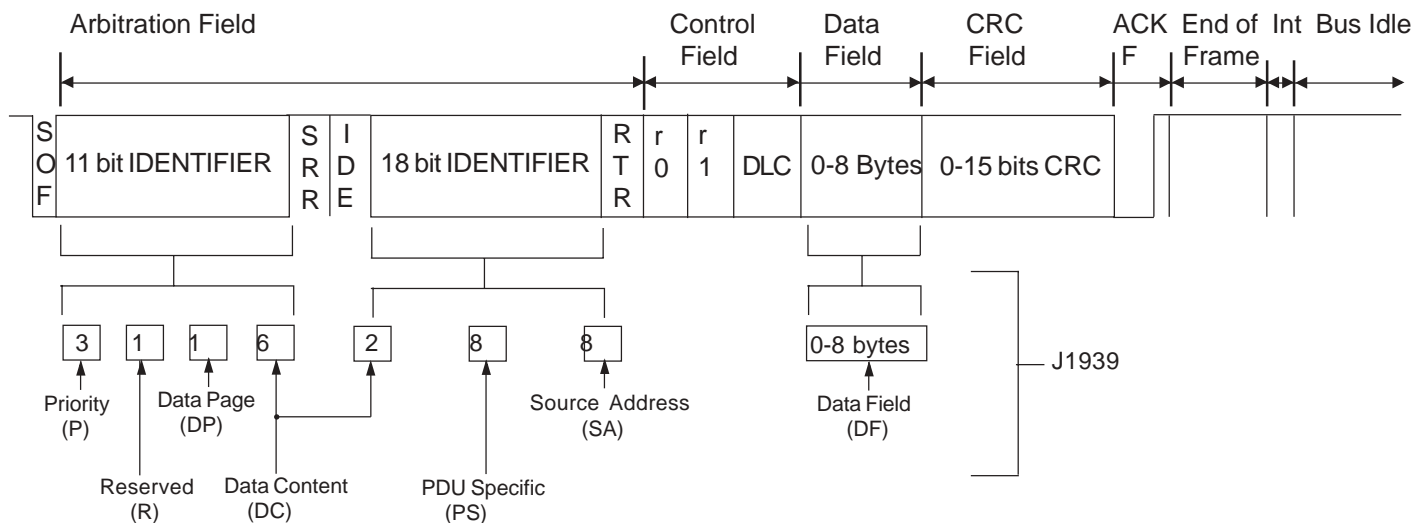 Arbitration Field
Control
Field
Data
Field
CRC
Field
ACK
F
End of
Frame
Int
Bus Idle
S
O
F
11 bit IDENTIFIER
S
R
R
I
D
E
18 bit IDENTIFIER
R
T
R
r
0
r
1
DLC
0-8 Bytes
0-15 bits CRC
3
1
1
6
2
8
8
0-8 bytes
J1939
Priority
(P)
Data Page
(DP)
Source Address
(SA)
Data Field
(DF)
Reserved
(R)
Data Content
(DC)
PDU Specific
(PS)